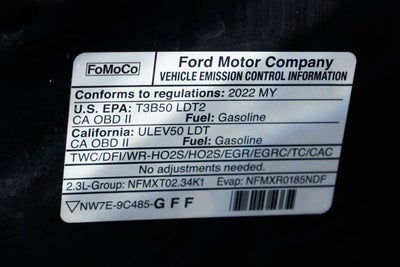 FoMoCo
Ford Motor Company
VEHICLE EMISSION CONTROL INFORMATION
Conforms to regulations: 2022 MY
U.S. EPA: T3B50 LDT2
CA OBD II Fuel: Gasoline
California: ULEV50 LDT
CA OBD II Fuel: Gasoline
TWC/DFI/WR-HO2S/HO2S/EGR/EGRC/TC/CAC
No adjustments needed.
2.3L-Group: NFMXT02.34K1 Evap: NFMXR0185NDF
NW7E-9C485-GFF